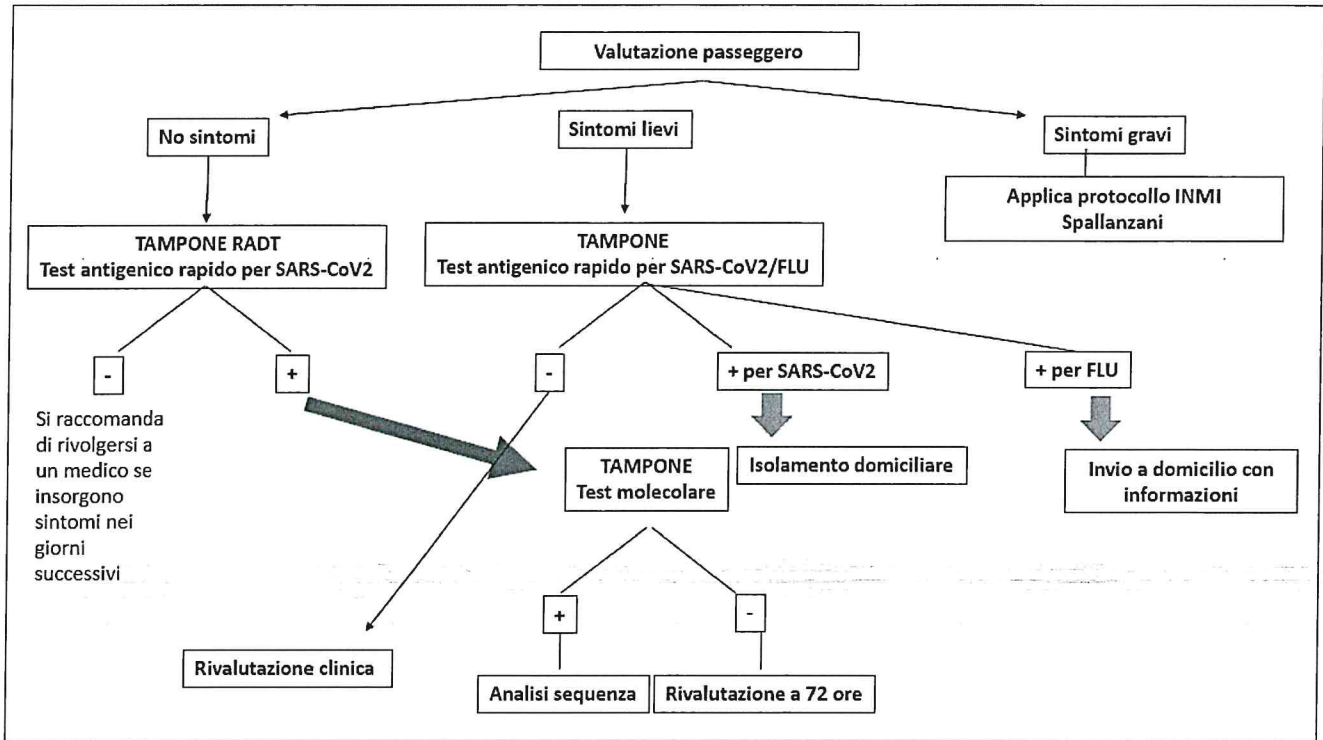 Valutazione passeggero
No sintomi
Sintomi lievi
Sintomi gravi
Applica protocollo INMI
Spallanzani
TAMPONE RADT
Test antigenico rapido per SARS-CoV2
TAMPONE
Test antigenico rapido per SARS-CoV2/FLU
-
+
-
+ per SARS-CoV2
+ per FLU
Si raccomanda
di rivolgersi a
un medico se
insorgono
sintomi nei
giorni
successivi
TAMPONE
Test molecolare
Isolamento domiciliare
Invio a domicilio con
informazioni
+
-
Rivalutazione clinica
Analisi sequenza
Rivalutazione a 72 ore